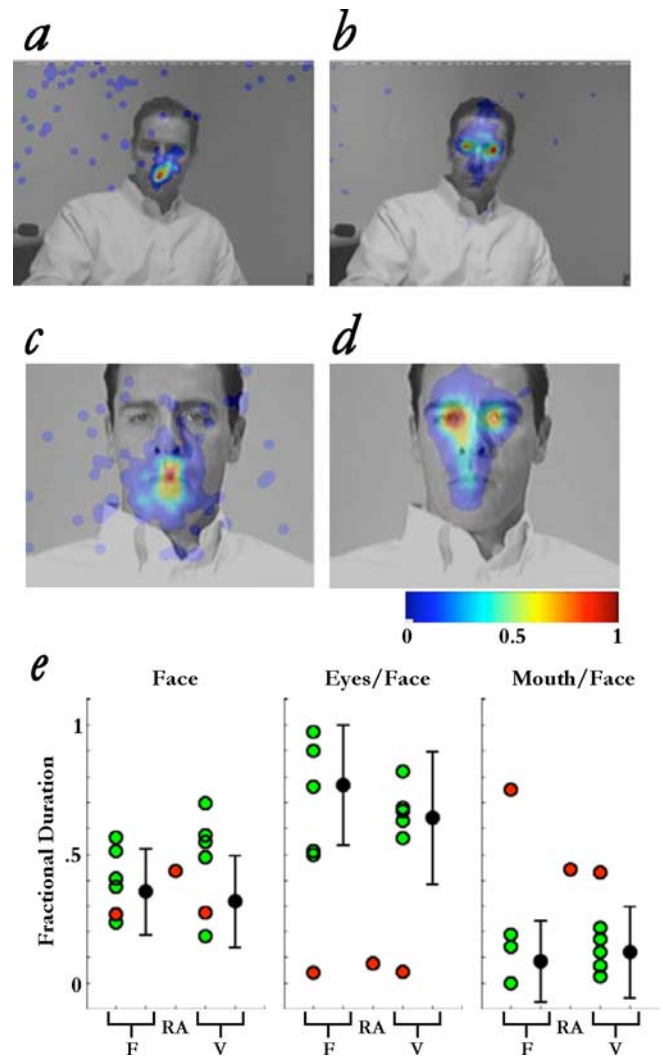 a
b
c
d
0 0.5 1
e
Face Eyes/Face Mouth/Face
Fractional Duration
1
.5
0
RA RA RA
F V F V F V